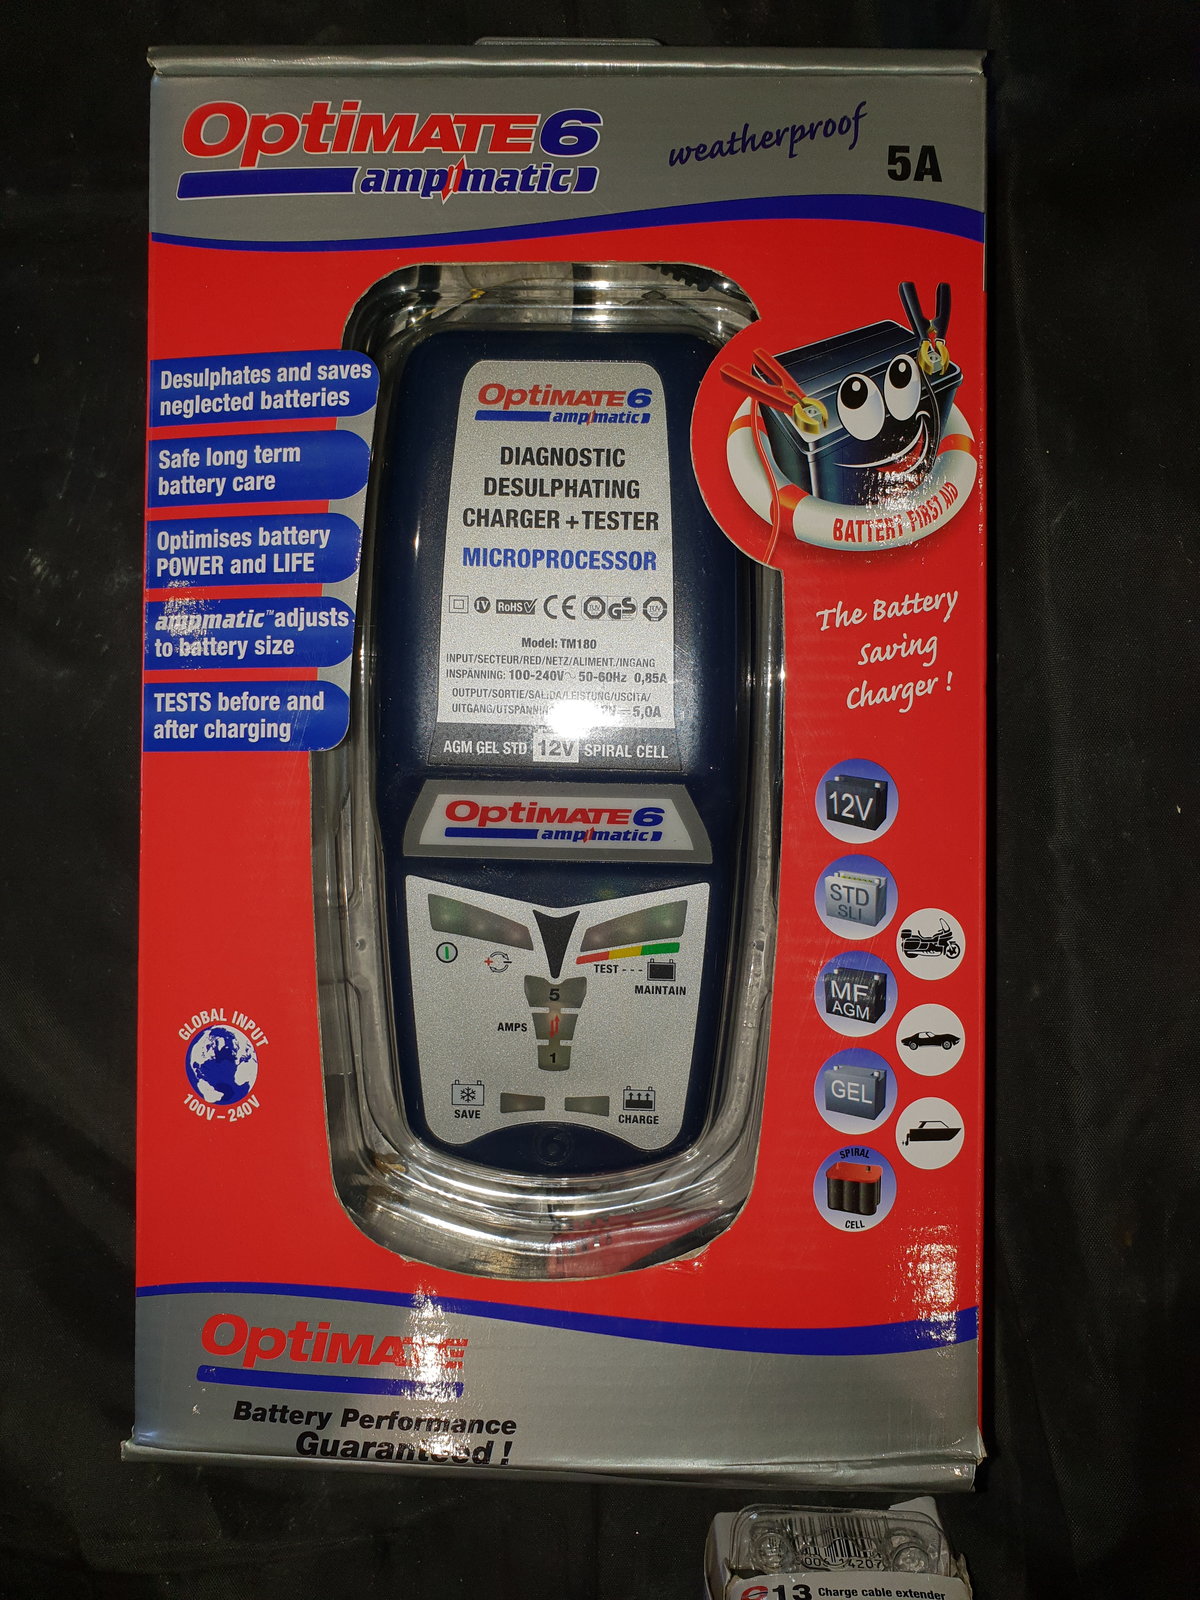 OptiMATE 6
ampmatic
weatherproof
5A
Desulphates and saves
neglected batteries
Safe long term
battery care
Optimises battery
POWER and LIFE
ampmatic™ adjusts
to battery size
TESTS before and
after charging
GLOBAL INPUT
100V - 240V
OptiMATE 6
ampmatic
DIAGNOSTIC
DESULPHATING
CHARGER + TESTER
MICROPROCESSOR
IV RoHS CE TÜV GS TÜV
Model: TM180
INPUT/SECTEUR/RED/NETZ/ALIMENT./INGANG
INSPÄNNING: 100-240V~ 50-60Hz 0,85A
OUTPUT/SORTIE/SALIDA/LEISTUNG/USCITA/
5,0A
AGM GEL STD 12V SPIRAL CELL
OptiMATE 6
ampmatic
TEST --- MAINTAIN
5
AMPS
1
SAVE
CHARGE
6
BATTERY FIRST AID
The Battery
Saving
Charger !
12V
STD
SLI
MF
AGM
GEL
SPIRAL
CELL
OptiMATE
Battery Performance
Guaranteed !
13 Charge cable extender